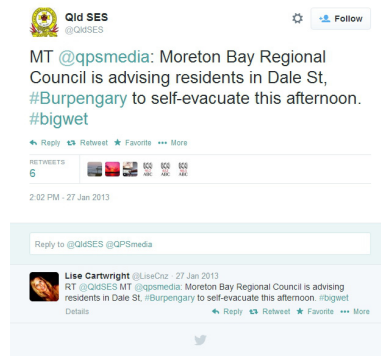 Qld SES
@QldSES
Follow
MT @qpsmedia: Moreton Bay Regional
Council is advising residents in Dale St,
#Burpengary to self-evacuate this afternoon.
#bigwet
Reply Retweet Favorite More
RETWEETS
6
ABC ABC ABC
2:02 PM - 27 Jan 2013
Reply to @QldSES @QPSmedia
Lise Cartwright @LiseCnz · 27 Jan 2013
RT @QldSES MT @qpsmedia: Moreton Bay Regional Council is advising
residents in Dale St, #Burpengary to self-evacuate this afternoon. #bigwet
Details Reply Retweet Favorite More